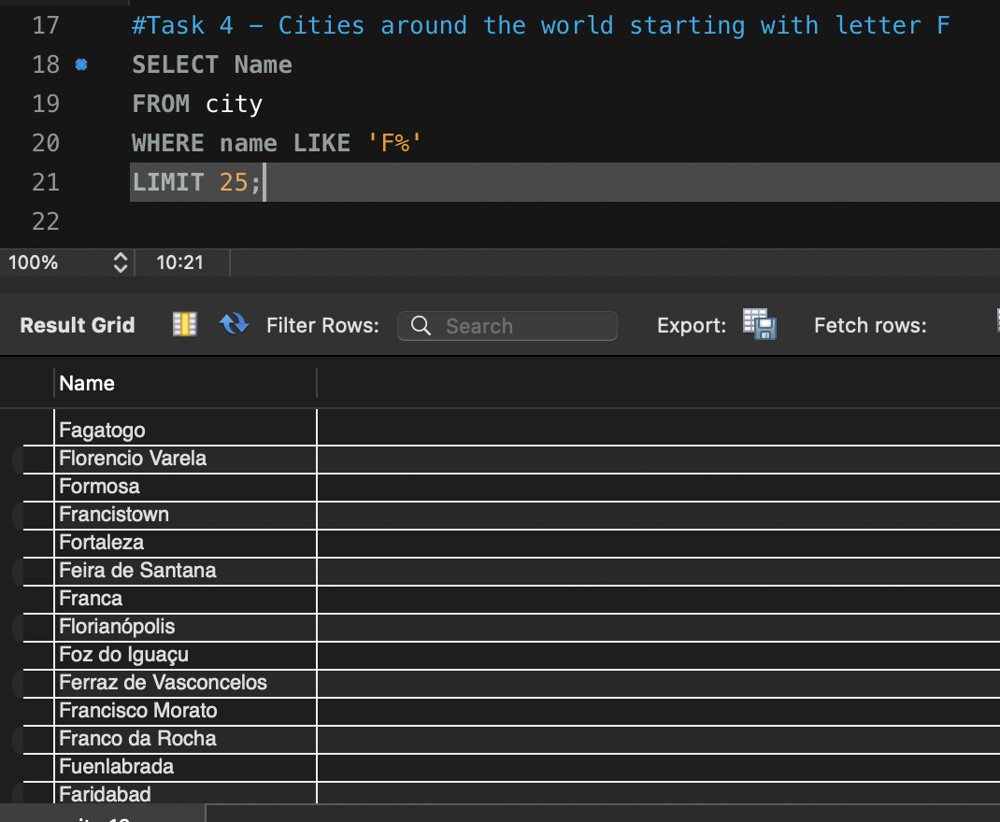 17 #Task 4 – Cities around the world starting with letter F
18 SELECT Name
19 FROM city
20 WHERE name LIKE 'F%'
21 LIMIT 25;
22
100% 10:21
Result Grid Filter Rows: Search Export: Fetch rows:
Name
Fagatogo
Florencio Varela
Formosa
Francistown
Fortaleza
Feira de Santana
Franca
Florianópolis
Foz do Iguaçu
Ferraz de Vasconcelos
Francisco Morato
Franco da Rocha
Fuenlabrada
Faridabad